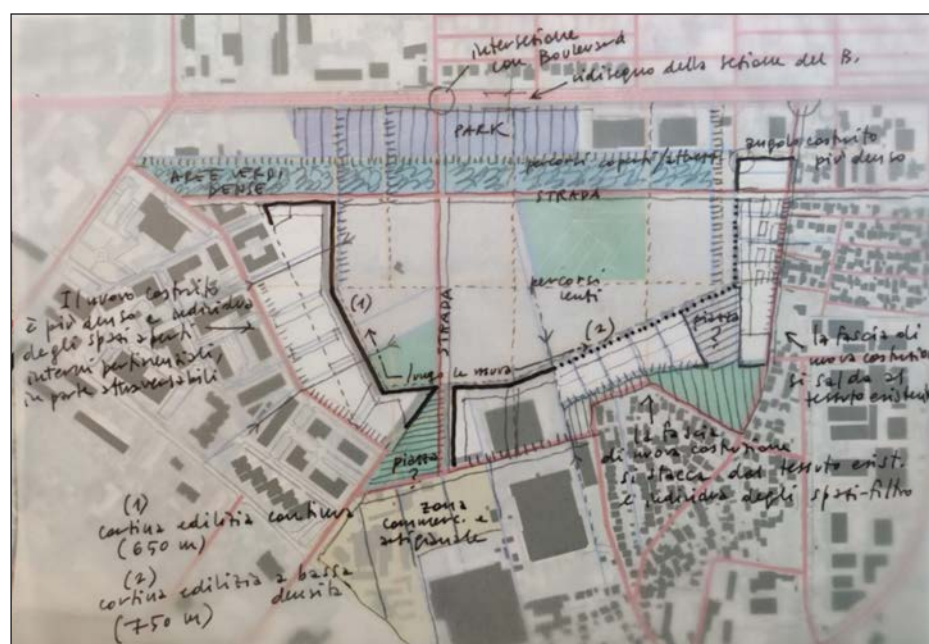 intersezione
con Boulevard
ridisegno della sezione del B.
PARK
percorsi coperti/
angolo costruito
più denso
AREE VERDI
DENSE
STRADA
percorsi
lenti
(1)
STRADA
(2)
piazza
?
lungo le mura
Il nuovo costruito
è più denso e individua
degli spazi aperti
interni pertinenziali,
in parte attraversabili
la fascia di
nuova costruzione
si salda al
tessuto esistente
piazza
?
la fascia
di nuova costruzione
si stacca dal tessuto esist.
e individua degli spazi-filtro
zona
commerc. e
artigianale
(1)
cortina edilizia continua
(650 m)
(2)
cortina edilizia a bassa
densità
(750 m)